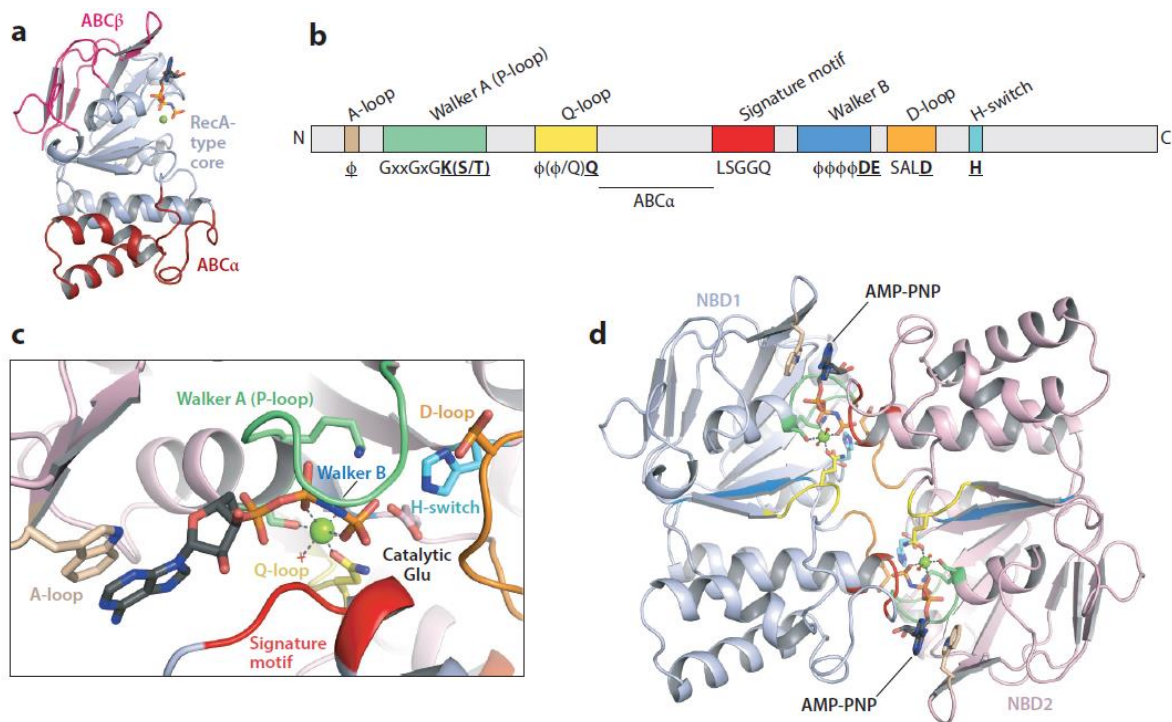 a
ABCβ
RecA-
type
core
ABCα
b
A-loop
Walker A (P-loop)
Q-loop
Signature motif
Walker B
D-loop
H-switch
N
C
ϕ
GxxGxGK(S/T)
ϕ(ϕ/Q)Q
LSGGQ
ϕϕϕϕDE
SALD
H
ABCα
c
Walker A (P-loop)
D-loop
Walker B
H-switch
Catalytic
Glu
Q-loop
A-loop
Signature
motif
d
NBD1
AMP-PNP
AMP-PNP
NBD2